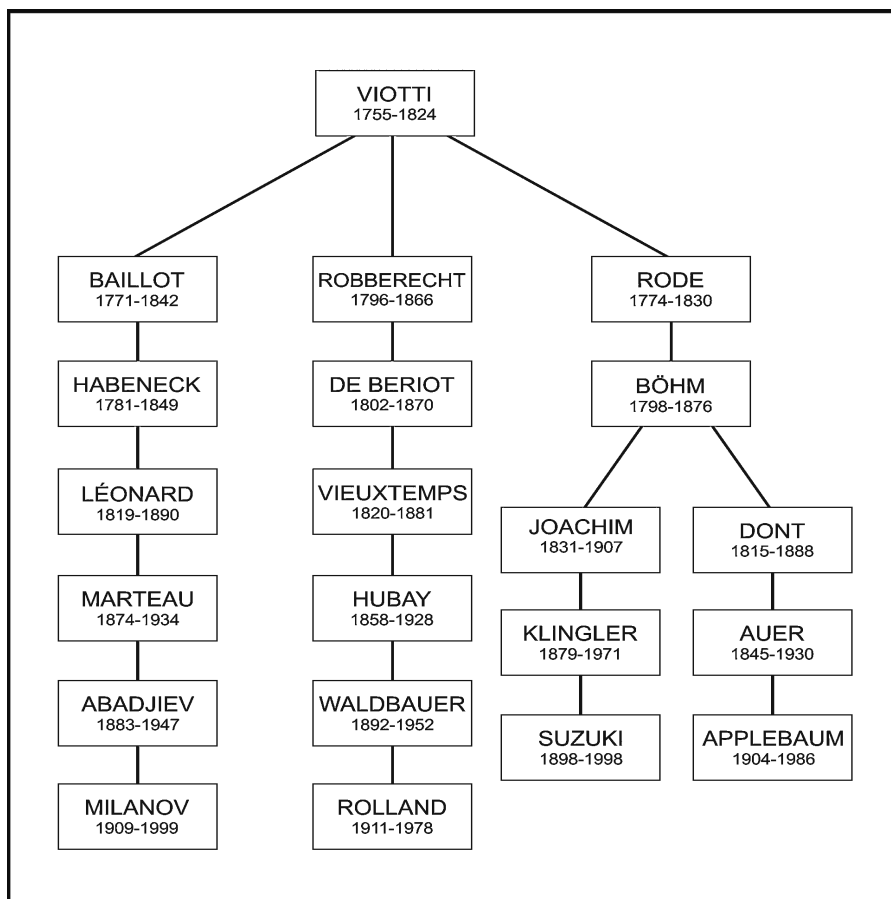 VIOTTI
1755-1824
BAILLOT
1771-1842
ROBBERECHT
1796-1866
RODE
1774-1830
HABENECK
1781-1849
DE BERIOT
1802-1870
BÖHM
1798-1876
LÉONARD
1819-1890
VIEUXTEMPS
1820-1881
JOACHIM
1831-1907
DONT
1815-1888
MARTEAU
1874-1934
HUBAY
1858-1928
KLINGLER
1879-1971
AUER
1845-1930
ABADJIEV
1883-1947
WALDBAUER
1892-1952
SUZUKI
1898-1998
APPLEBAUM
1904-1986
MILANOV
1909-1999
ROLLAND
1911-1978